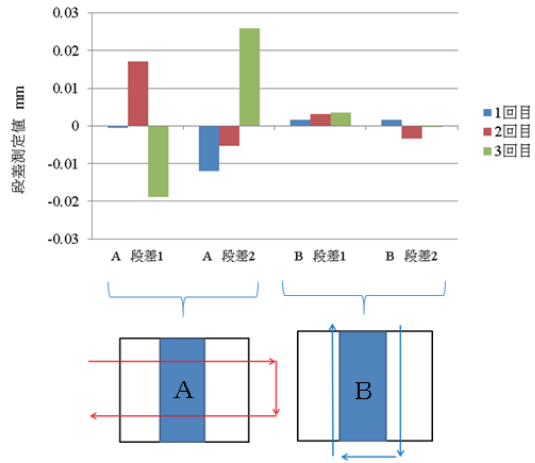 段差測定値 mm
0.03
0.02
0.01
0
-0.01
-0.02
-0.03
A 段差1
A 段差2
B 段差1
B 段差2
1回目
2回目
3回目
A
B